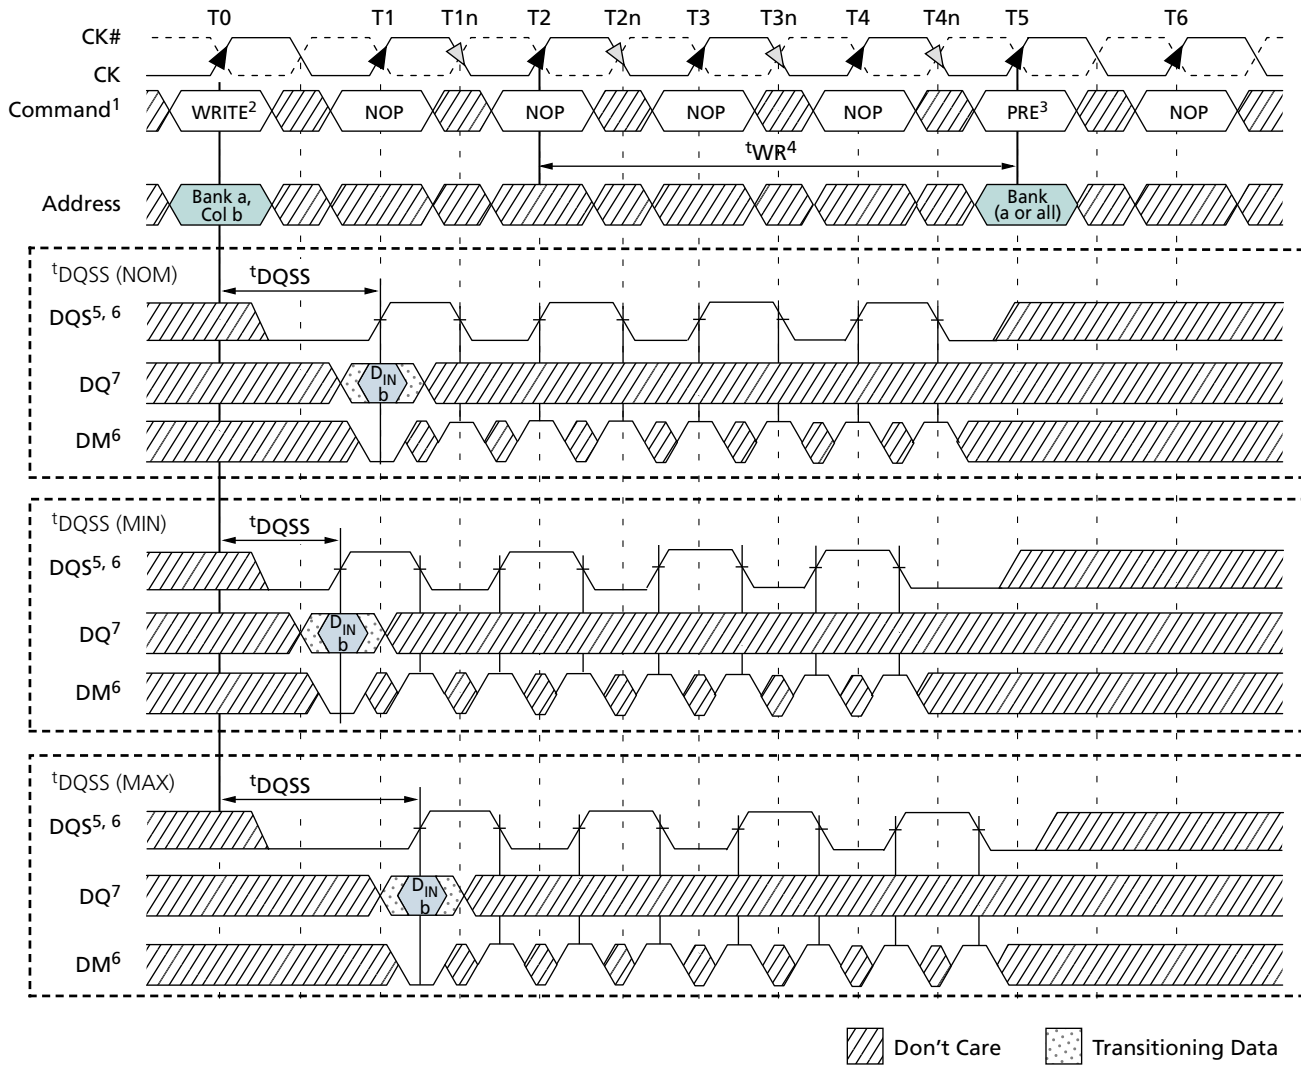 T0 T1 T1n T2 T2n T3 T3n T4 T4n T5 T6
CK#
CK
Command¹ WRITE² NOP NOP NOP NOP PRE³ NOP
ᵗWR⁴
Address Bank a, Col b Bank (a or all)
ᵗDQSS (NOM) ᵗDQSS
DQS⁵, ⁶
DQ⁷ DIN b
DM⁶
ᵗDQSS (MIN) ᵗDQSS
DQS⁵, ⁶
DQ⁷ DIN b
DM⁶
ᵗDQSS (MAX) ᵗDQSS
DQS⁵, ⁶
DQ⁷ DIN b
DM⁶
Don't Care Transitioning Data